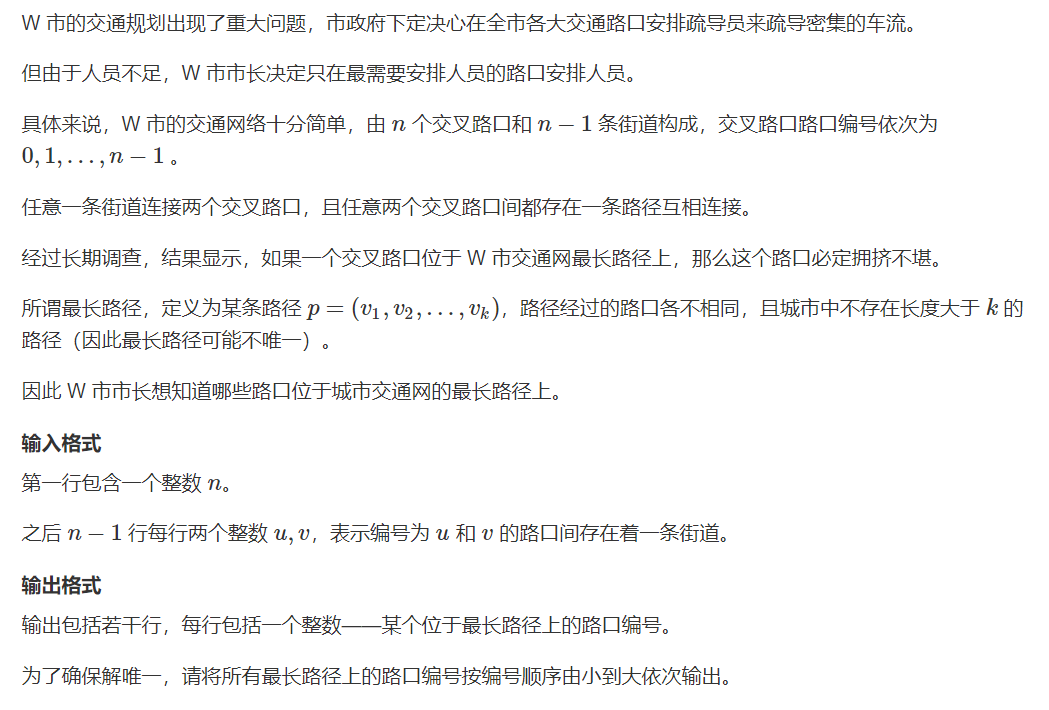 W 市的交通规划出现了重大问题，市政府下定决心在全市各大交通路口安排疏导员来疏导密集的车流。
但由于人员不足，W 市市长决定只在最需要安排人员的路口安排人员。
具体来说，W 市的交通网络十分简单，由 n 个交叉路口和 n − 1 条街道构成，交叉路口路口编号依次为
0, 1, . . . , n − 1 。
任意一条街道连接两个交叉路口，且任意两个交叉路口间都存在一条路径互相连接。
经过长期调查，结果显示，如果一个交叉路口位于 W 市交通网最长路径上，那么这个路口必定拥挤不堪。
所谓最长路径，定义为某条路径 p = (v₁, v₂, . . . , vₖ)，路径经过的路口各不相同，且城市中不存在长度大于 k 的
路径（因此最长路径可能不唯一）。
因此 W 市市长想知道哪些路口位于城市交通网的最长路径上。
输入格式
第一行包含一个整数 n。
之后 n − 1 行每行两个整数 u, v，表示编号为 u 和 v 的路口间存在着一条街道。
输出格式
输出包括若干行，每行包括一个整数——某个位于最长路径上的路口编号。
为了确保解唯一，请将所有最长路径上的路口编号按编号顺序由小到大依次输出。